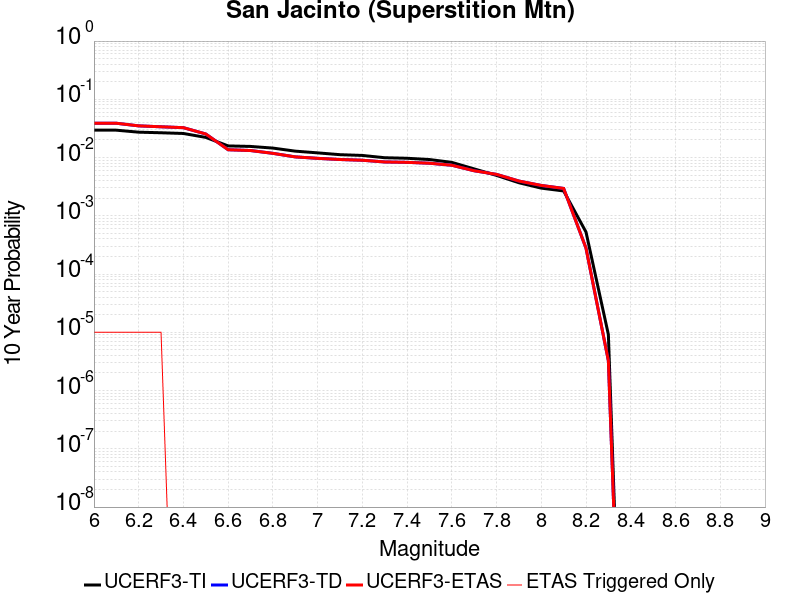 San Jacinto (Superstition Mtn)
10^0
10^-1
10^-2
10^-3
10^-4
10^-5
10^-6
10^-7
10^-8
10 Year Probability
6 6.2 6.4 6.6 6.8 7 7.2 7.4 7.6 7.8 8 8.2 8.4 8.6 8.8 9
Magnitude
UCERF3-TI UCERF3-TD UCERF3-ETAS ETAS Triggered Only